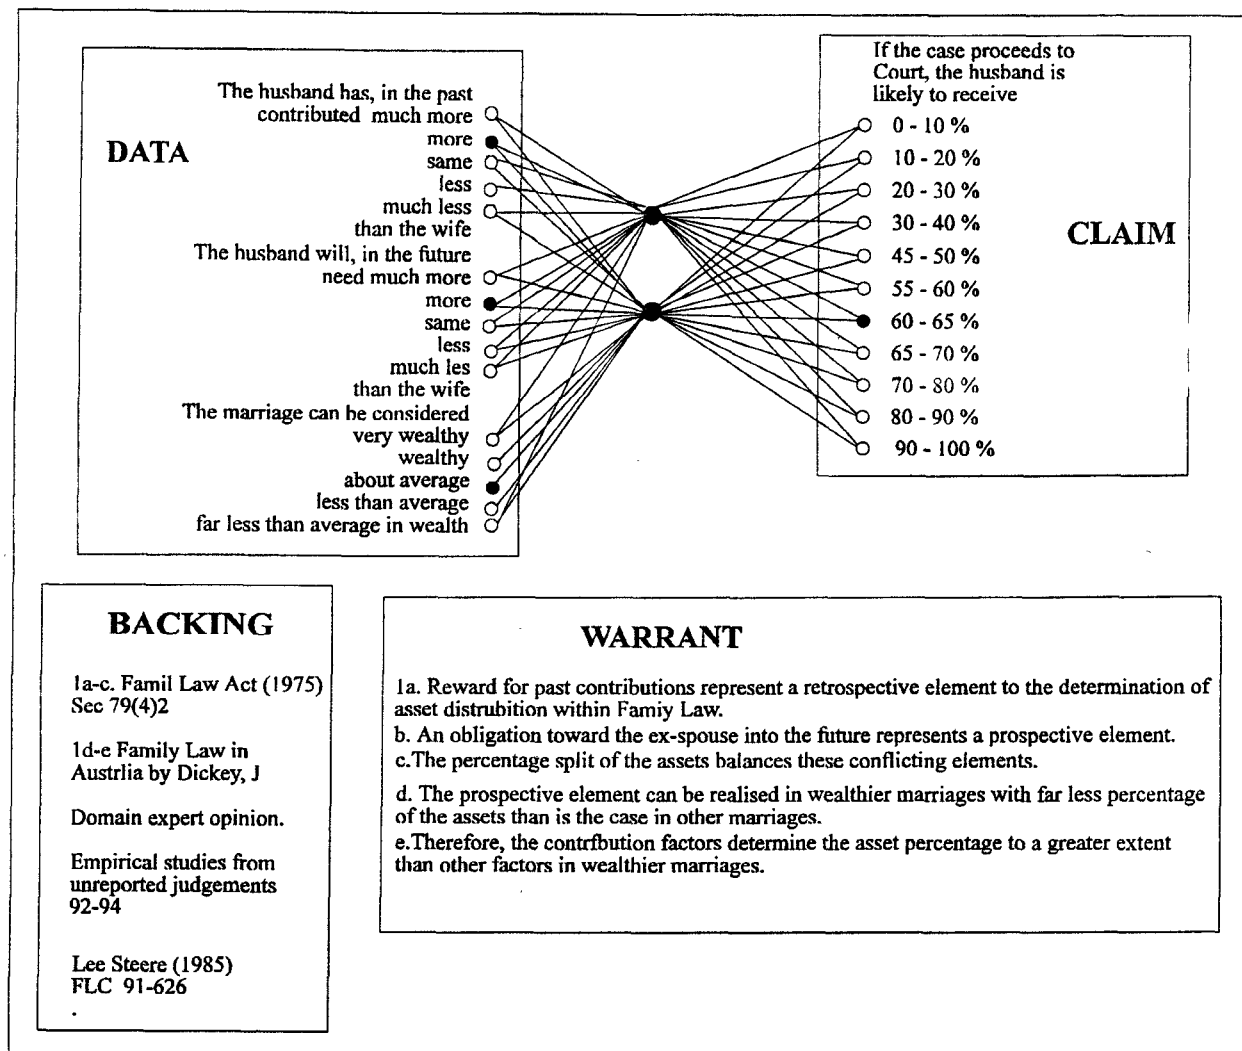 DATA
The husband has, in the past
contributed much more
more
same
less
much less
than the wife
The husband will, in the future
need much more
more
same
less
much les
than the wife
The marriage can be considered
very wealthy
wealthy
about average
less than average
far less than average in wealth
If the case proceeds to
Court, the husband is
likely to receive
0 - 10 %
10 - 20 %
20 - 30 %
30 - 40 %
45 - 50 %
55 - 60 %
60 - 65 %
65 - 70 %
70 - 80 %
80 - 90 %
90 - 100 %
CLAIM
BACKING
1a-c. Famil Law Act (1975)
Sec 79(4)2
1d-e Family Law in
Austrlia by Dickey, J
Domain expert opinion.
Empirical studies from
unreported judgements
92-94
Lee Steere (1985)
FLC 91-626
.
WARRANT
1a. Reward for past contributions represent a retrospective element to the determination of
asset distrubition within Famiy Law.
b. An obligation toward the ex-spouse into the future represents a prospective element.
c.The percentage split of the assets balances these conflicting elements.
d. The prospective element can be realised in wealthier marriages with far less percentage
of the assets than is the case in other marriages.
e.Therefore, the contribution factors determine the asset percentage to a greater extent
than other factors in wealthier marriages.